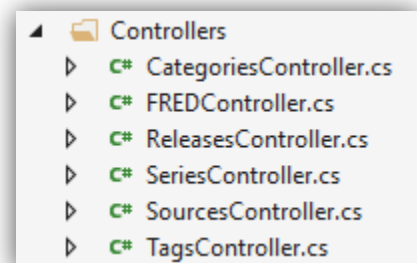 Controllers
C# CategoriesController.cs
C# FREDController.cs
C# ReleasesController.cs
C# SeriesController.cs
C# SourcesController.cs
C# TagsController.cs